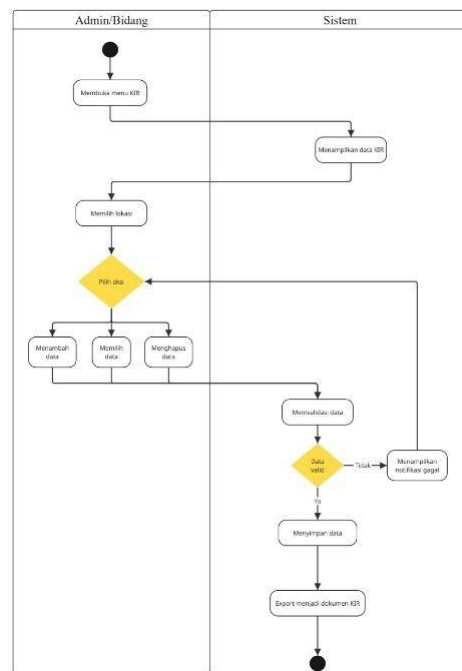 Admin/Bidang
Sistem
Membuka menu KIR
Menampilkan data KIR
Memilih lokasi
Pilih aksi
Menambah
data
Memilih
data
Menghapus
data
Memvalidasi data
Data
valid
Tidak
Menampilkan
notifikasi gagal
Ya
Menyimpan data
Export menjadi dokumen KIR